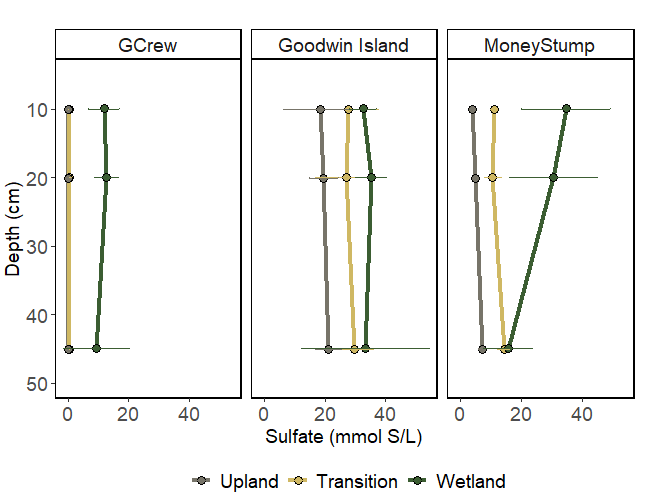 GCrew Goodwin Island MoneyStump
10
20
30
40
50
Depth (cm)
0 20 40 0 20 40 0 20 40
Sulfate (mmol S/L)
Upland Transition Wetland